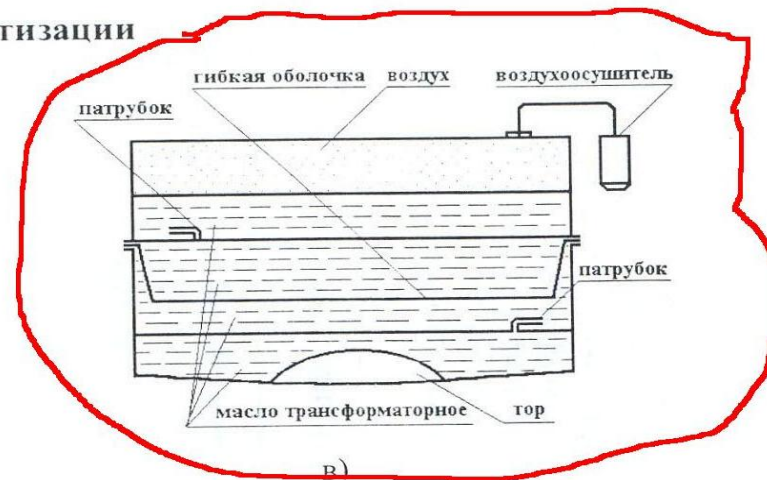 тизации
гибкая оболочка воздух воздухоосушитель
патрубок
патрубок
масло трансформаторное тор
в)